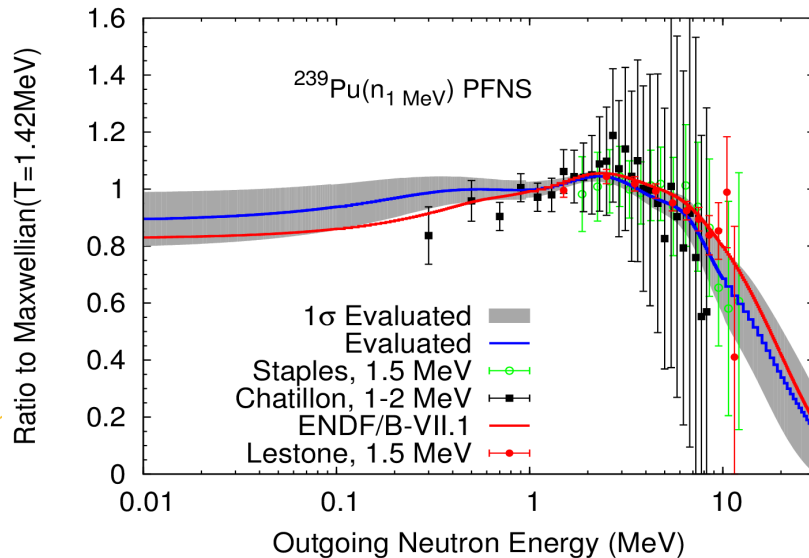 1.6
1.4
1.2
1
0.8
0.6
0.4
0.2
0
Ratio to Maxwellian(T=1.42MeV)
²³⁹Pu(n₁ MeV) PFNS
1σ Evaluated
Evaluated
Staples, 1.5 MeV
Chatillon, 1-2 MeV
ENDF/B-VII.1
Lestone, 1.5 MeV
0.01 0.1 1 10
Outgoing Neutron Energy (MeV)